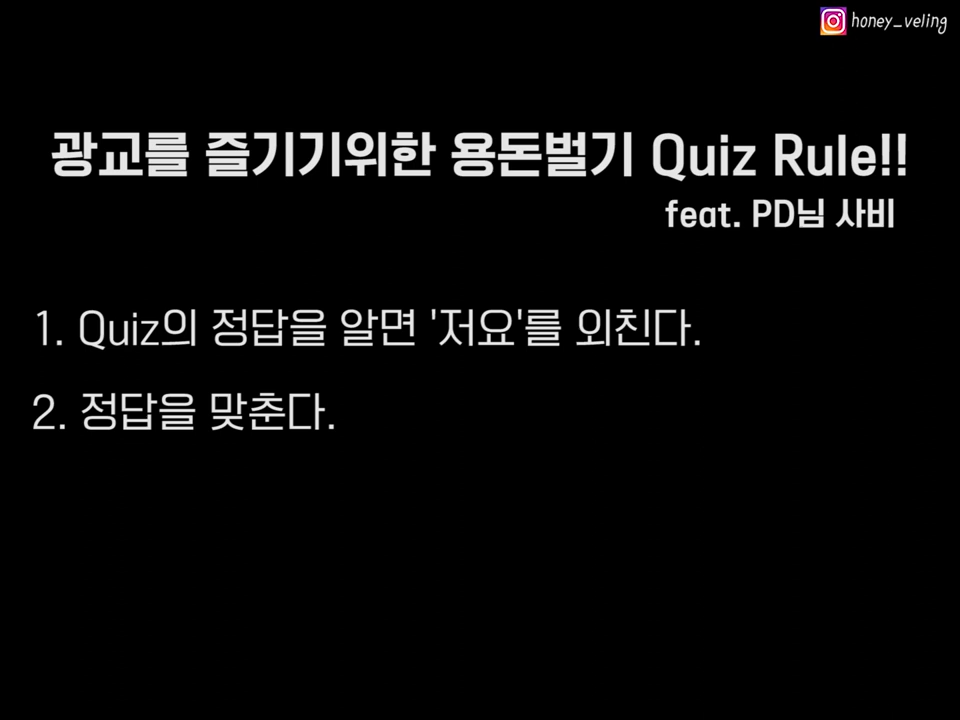 honey_veling
광교를 즐기기위한 용돈벌기 Quiz Rule!!
feat. PD님 사비
1. Quiz의 정답을 알면 '저요'를 외친다.
2. 정답을 맞춘다.